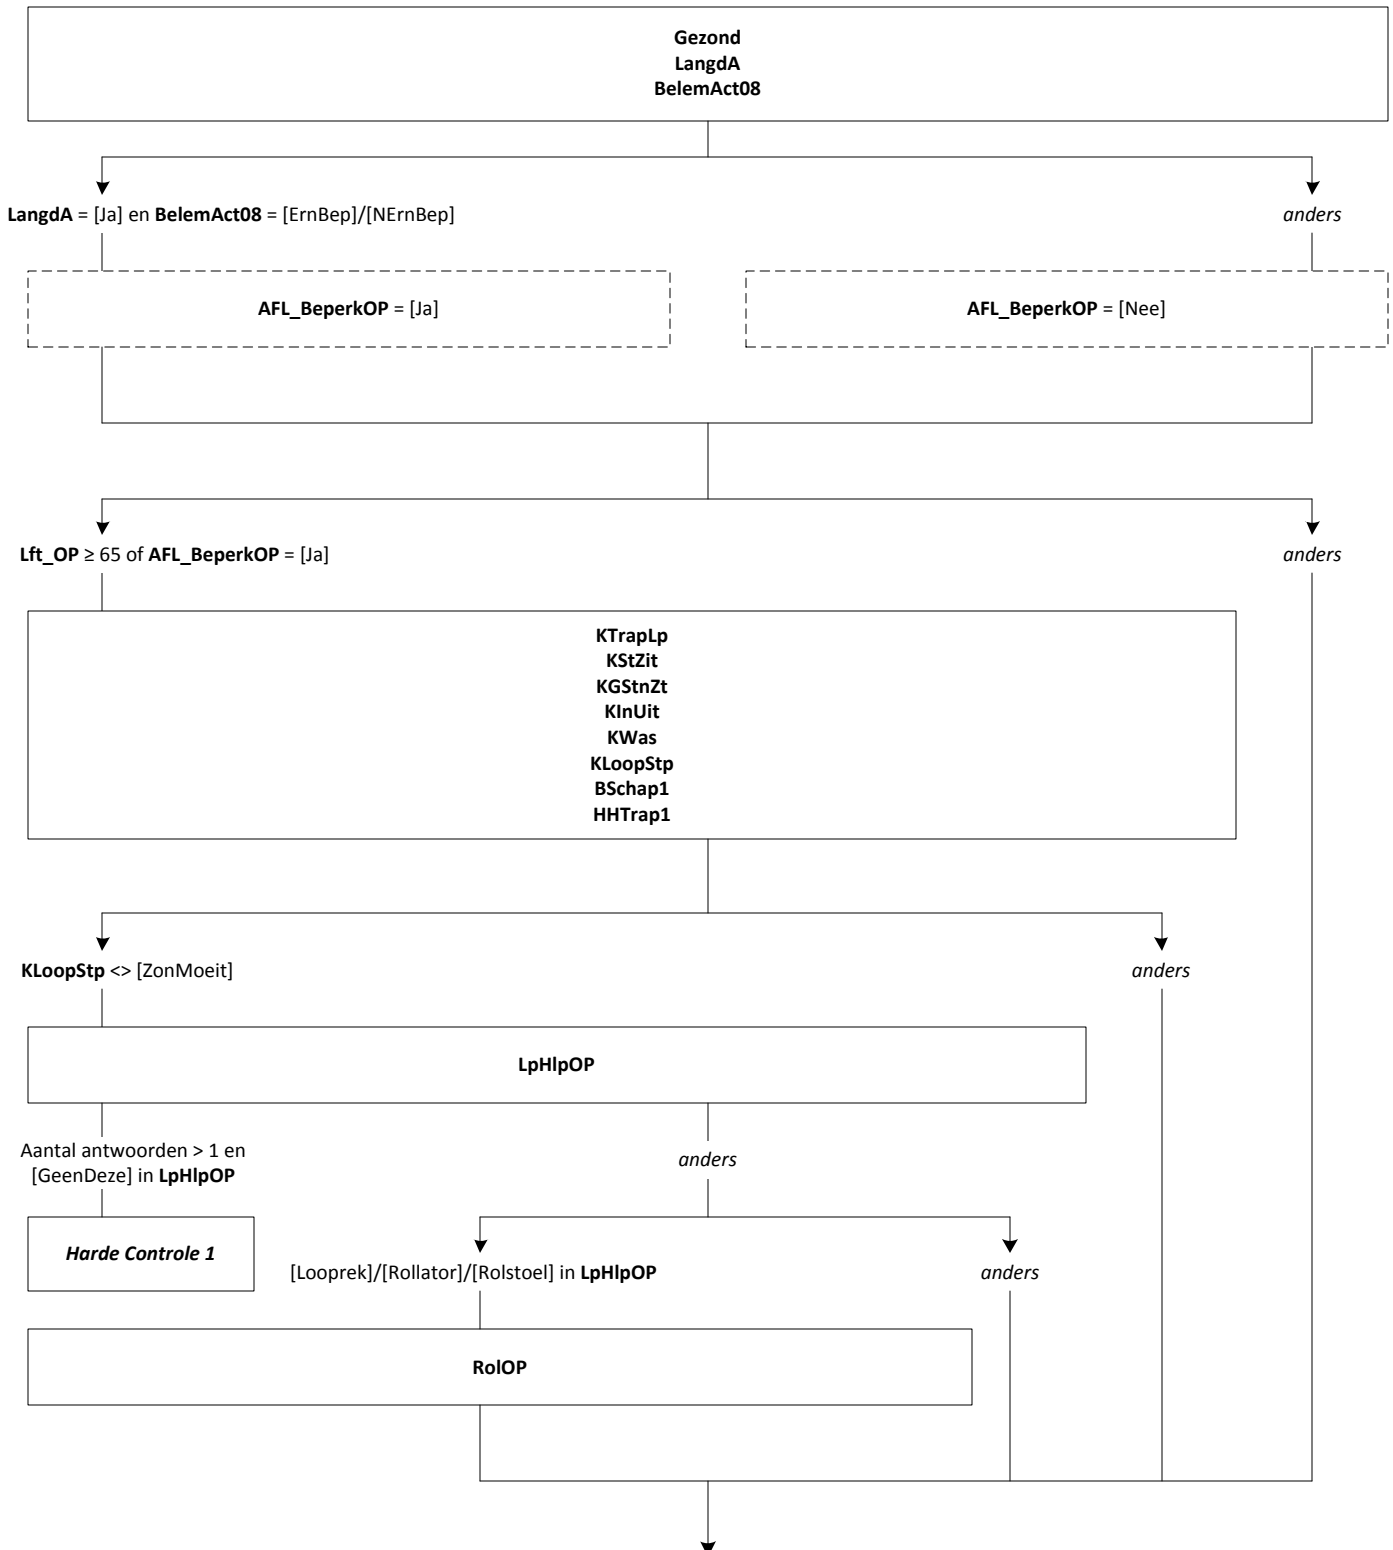 Gezond
LangdA
BelemAct08
LangdA = [Ja] en BelemAct08 = [ErnBep]/[NErnBep]
anders
AFL_BeperkOP = [Ja]
AFL_BeperkOP = [Nee]
Lft_OP ≥ 65 of AFL_BeperkOP = [Ja]
anders
KTrapLp
KStZit
KGStnZt
KInUit
KWas
KLoopStp
BSchap1
HHTrap1
KLoopStp <> [ZonMoeit]
anders
LpHlpOP
Aantal antwoorden > 1 en
[GeenDeze] in LpHlpOP
anders
Harde Controle 1
[Looprek]/[Rollator]/[Rolstoel] in LpHlpOP
anders
RolOP